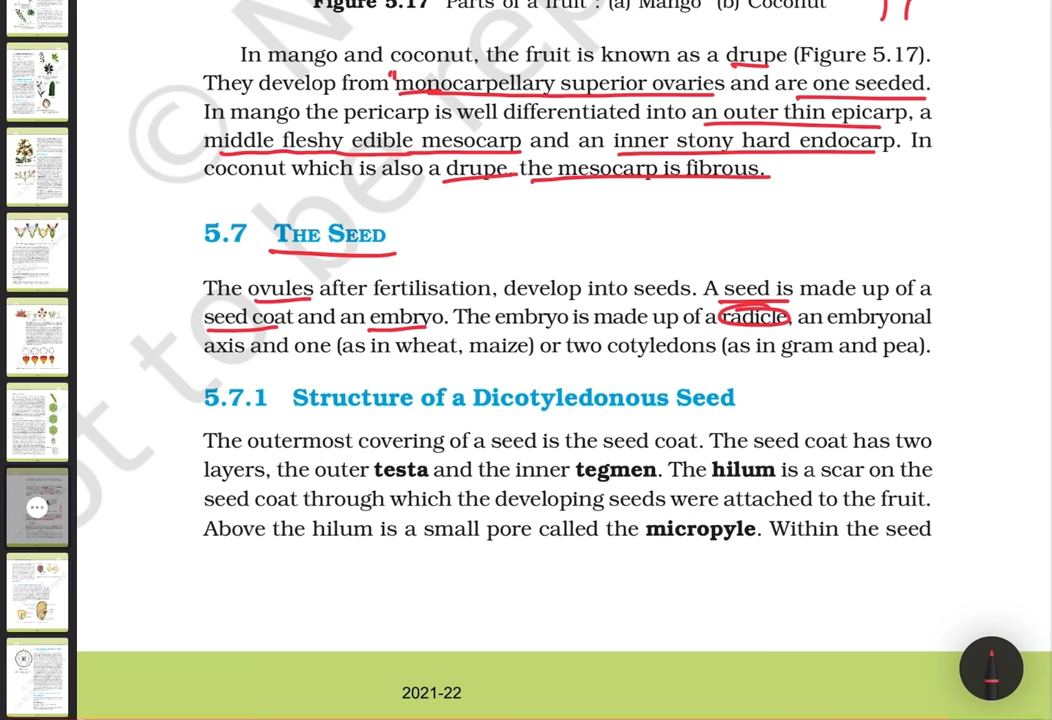 Figure 5.17 Parts of a fruit : (a) Mango (b) Coconut
In mango and coconut, the fruit is known as a drupe (Figure 5.17).
They develop from monocarpellary superior ovaries and are one seeded.
In mango the pericarp is well differentiated into an outer thin epicarp, a
middle fleshy edible mesocarp and an inner stony hard endocarp. In
coconut which is also a drupe, the mesocarp is fibrous.
5.7 THE SEED
The ovules after fertilisation, develop into seeds. A seed is made up of a
seed coat and an embryo. The embryo is made up of a radicle, an embryonal
axis and one (as in wheat, maize) or two cotyledons (as in gram and pea).
5.7.1 Structure of a Dicotyledonous Seed
The outermost covering of a seed is the seed coat. The seed coat has two
layers, the outer testa and the inner tegmen. The hilum is a scar on the
seed coat through which the developing seeds were attached to the fruit.
Above the hilum is a small pore called the micropyle. Within the seed
2021-22